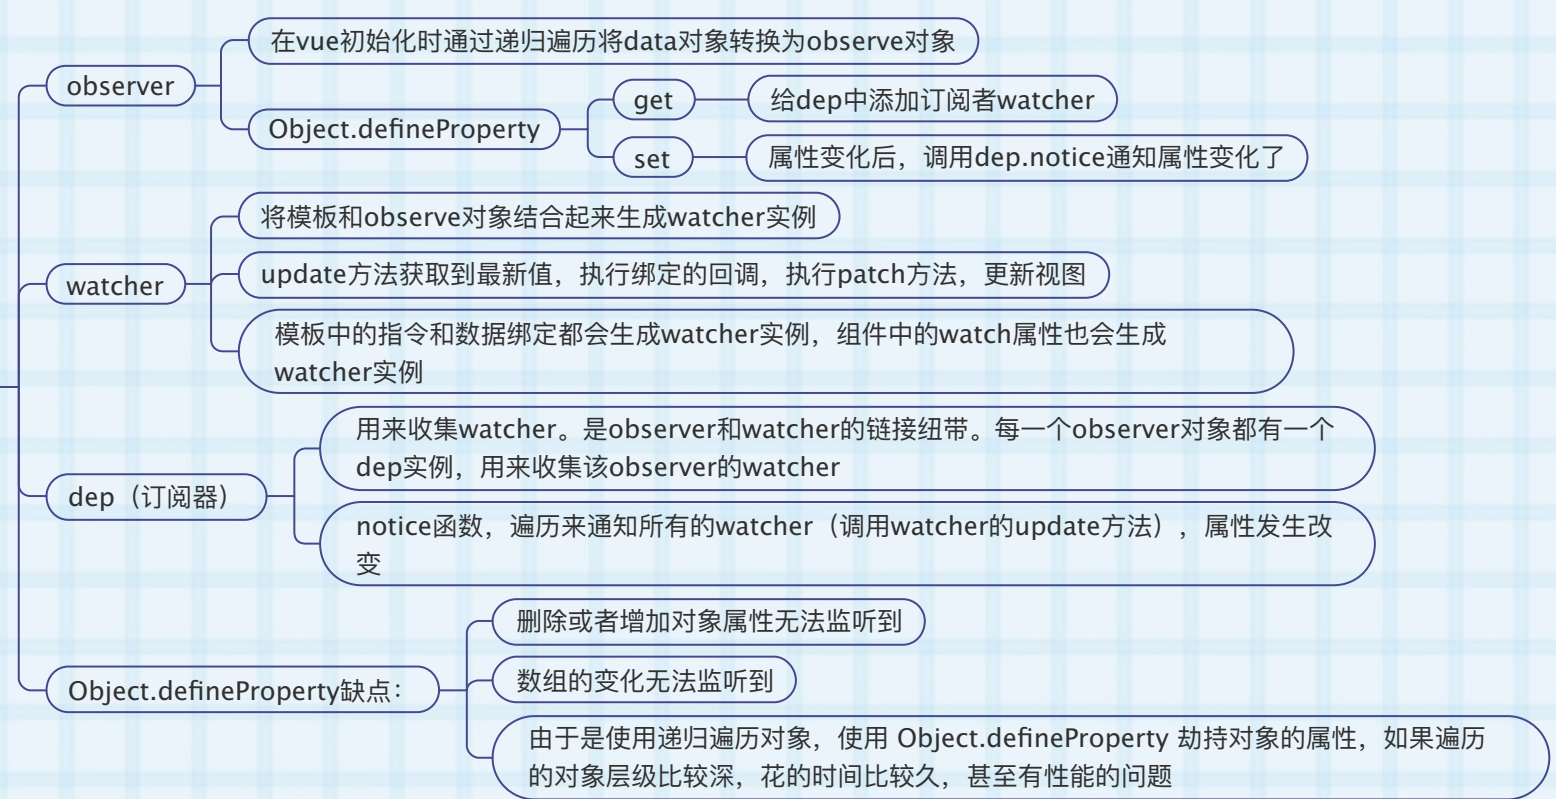 observer
在vue初始化时通过递归遍历将data对象转换为observe对象
Object.defineProperty
get
给dep中添加订阅者watcher
set
属性变化后，调用dep.notice通知属性变化了
watcher
将模板和observe对象结合起来生成watcher实例
update方法获取到最新值，执行绑定的回调，执行patch方法，更新视图
模板中的指令和数据绑定都会生成watcher实例，组件中的watch属性也会生成
watcher实例
dep（订阅器）
用来收集watcher。是observer和watcher的链接纽带。每一个observer对象都有一个
dep实例，用来收集该observer的watcher
notice函数，遍历来通知所有的watcher（调用watcher的update方法），属性发生改
变
Object.defineProperty缺点：
删除或者增加对象属性无法监听到
数组的变化无法监听到
由于是使用递归遍历对象，使用 Object.defineProperty 劫持对象的属性，如果遍历
的对象层级比较深，花的时间比较久，甚至有性能的问题